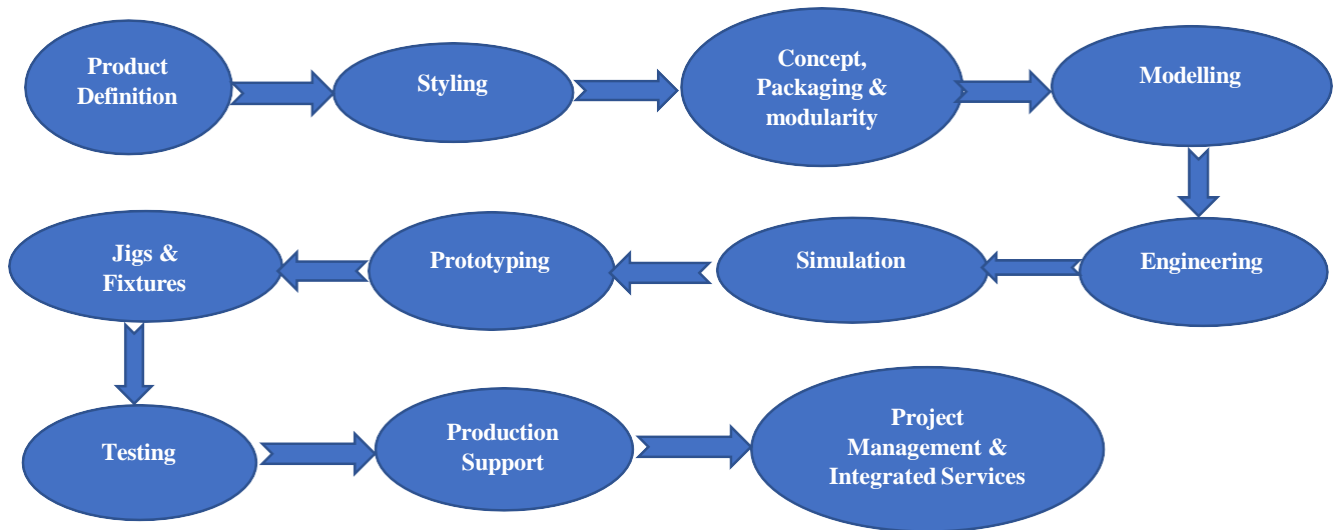 Product
Definition
Styling
Concept,
Packaging &
modularity
Modelling
Engineering
Simulation
Prototyping
Jigs &
Fixtures
Testing
Production
Support
Project
Management &
Integrated Services